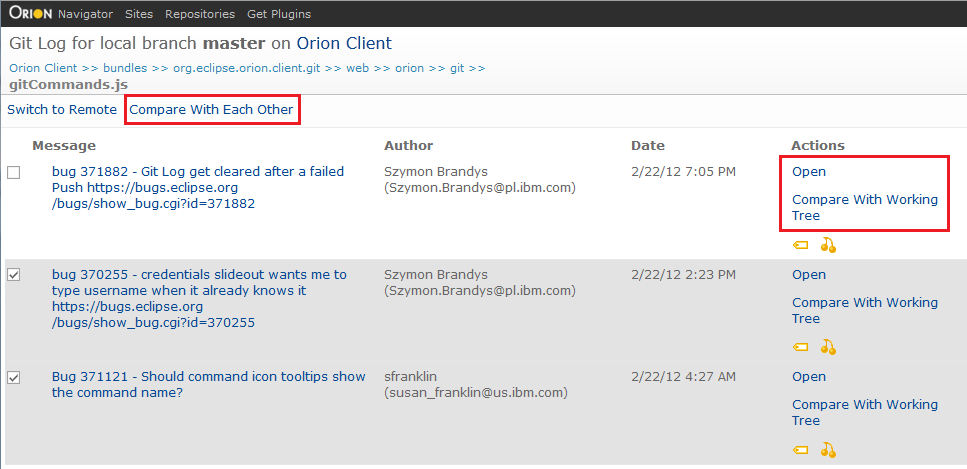 ORION Navigator Sites Repositories Get Plugins
Git Log for local branch master on Orion Client
Orion Client >> bundles >> org.eclipse.orion.client.git >> web >> orion >> git >>
gitCommands.js
Switch to Remote Compare With Each Other
Message Author Date Actions
bug 371882 - Git Log get cleared after a failed
Push https://bugs.eclipse.org
/bugs/show_bug.cgi?id=371882
Szymon Brandys
(Szymon.Brandys@pl.ibm.com)
2/22/12 7:05 PM
Open
Compare With Working
Tree
bug 370255 - credentials slideout wants me to
type username when it already knows it
https://bugs.eclipse.org
/bugs/show_bug.cgi?id=370255
Szymon Brandys
(Szymon.Brandys@pl.ibm.com)
2/22/12 2:23 PM
Open
Compare With Working
Tree
Bug 371121 - Should command icon tooltips show
the command name?
sfranklin
(susan_franklin@us.ibm.com)
2/22/12 4:27 AM
Open
Compare With Working
Tree